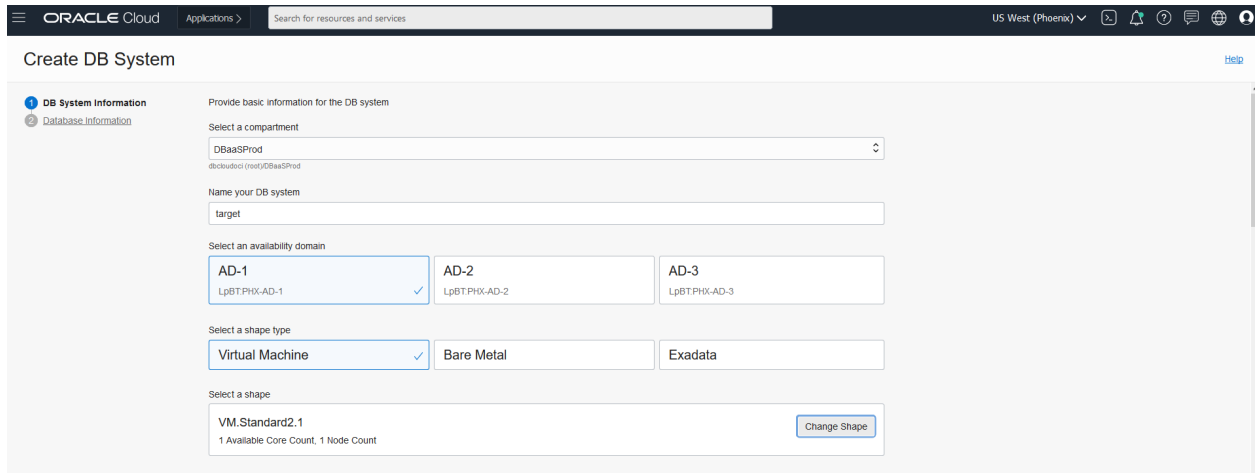 ORACLE Cloud Applications > Search for resources and services US West (Phoenix)
Create DB System Help
1 DB System Information
2 Database Information
Provide basic information for the DB system
Select a compartment
DBaaSProd
dbcloudoci (root)/DBaaSProd
Name your DB system
target
Select an availability domain
AD-1 AD-2 AD-3
LpBT:PHX-AD-1 LpBT:PHX-AD-2 LpBT:PHX-AD-3
Select a shape type
Virtual Machine Bare Metal Exadata
Select a shape
VM.Standard2.1
Change Shape
1 Available Core Count, 1 Node Count